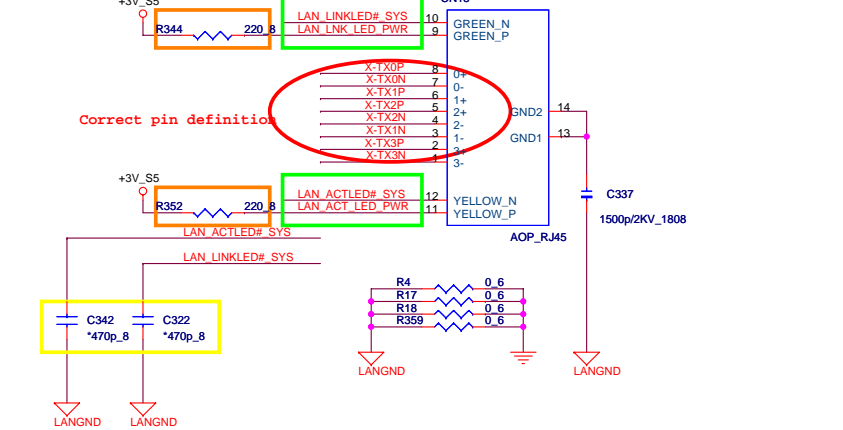 +3V_S5
R344
220_8
LAN_LINKLED#_SYS
10
GREEN_N
LAN_LNK_LED_PWR
9
GREEN_P
X-TX0P
8
0+
X-TX0N
7
0-
X-TX1P
6
1+
X-TX2P
5
2+
X-TX2N
4
2-
X-TX1N
3
1-
X-TX3P
2
3+
X-TX3N
1
3-
Correct pin definition
GND2
14
GND1
13
+3V_S5
R352
220_8
LAN_ACTLED#_SYS
12
YELLOW_N
LAN_ACT_LED_PWR
11
YELLOW_P
AOP_RJ45
C337
1500p/2KV_1808
LAN_ACTLED#_SYS
LAN_LINKLED#_SYS
R4
0_6
R17
0_6
R18
0_6
R359
0_6
C342
*470p_8
C322
*470p_8
LANGND
LANGND
LANGND
LANGND